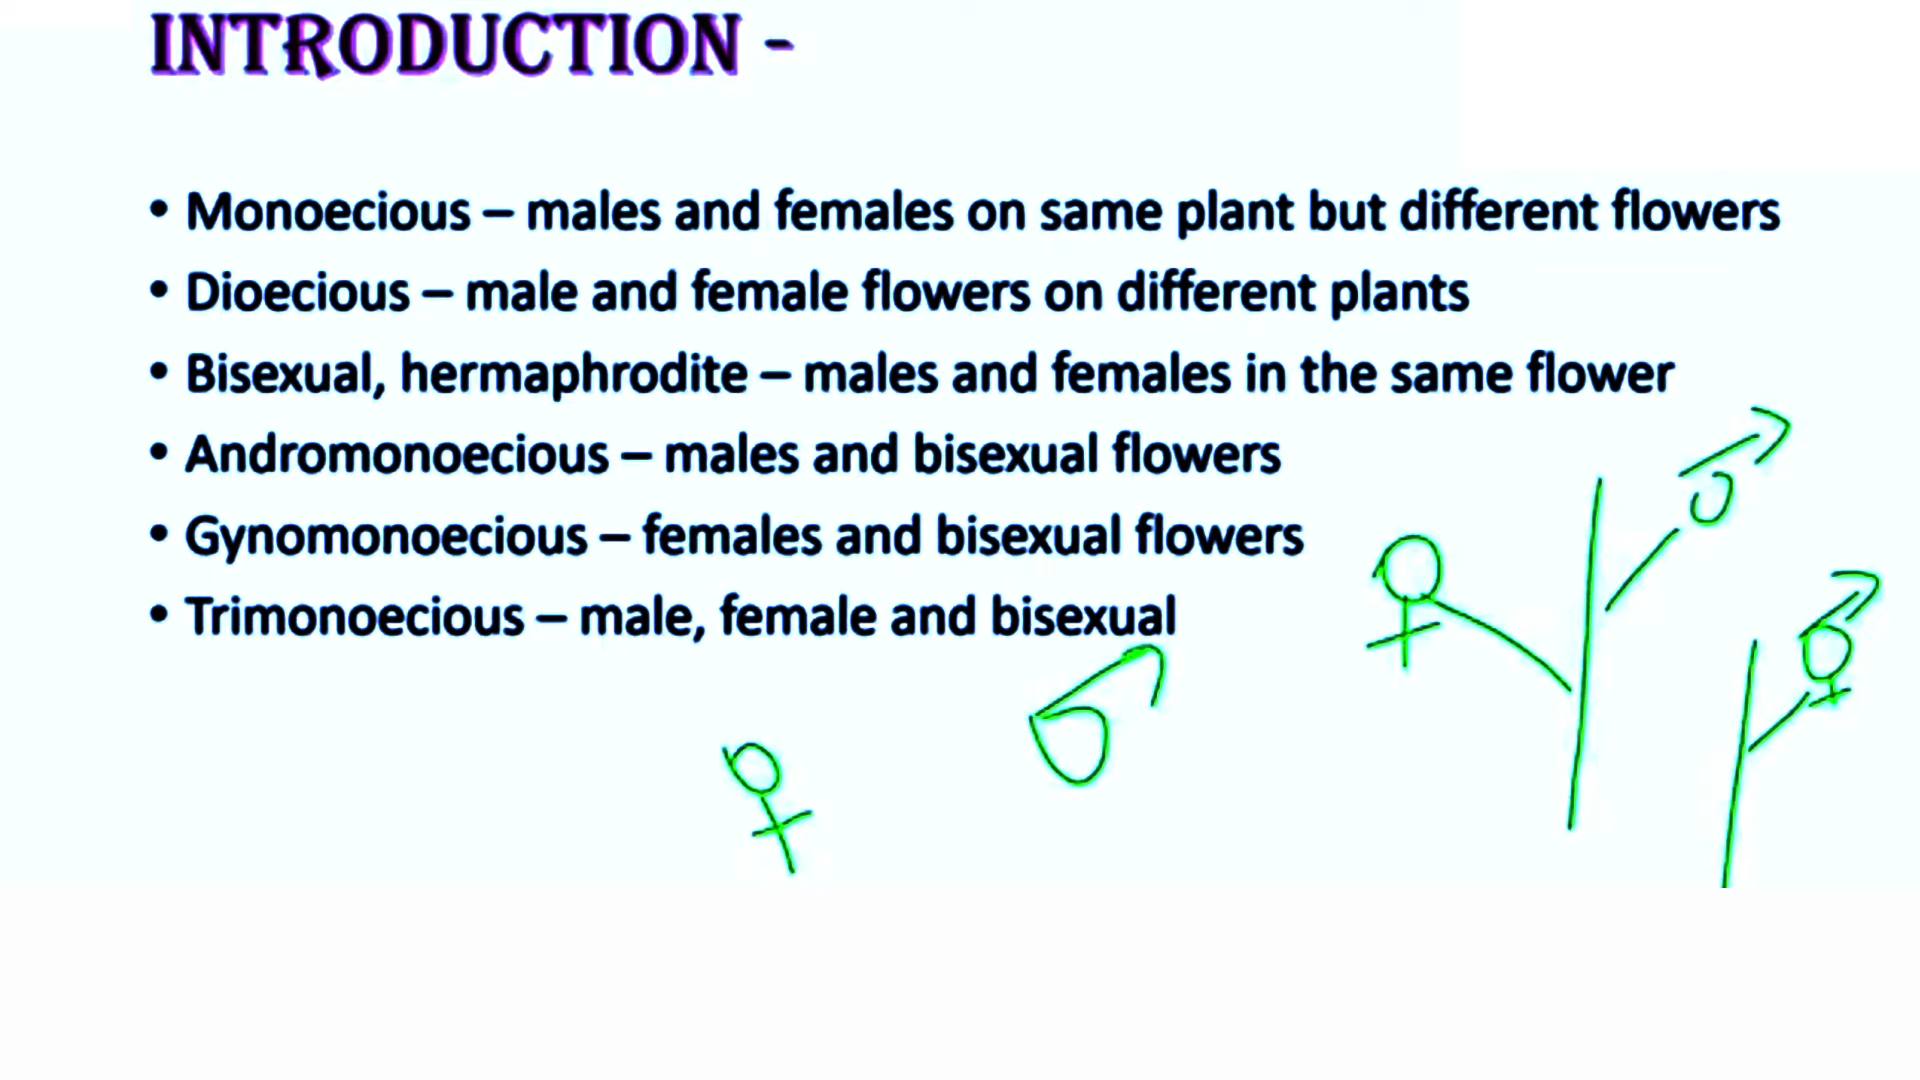 INTRODUCTION -
• Monoecious – males and females on same plant but different flowers
• Dioecious – male and female flowers on different plants
• Bisexual, hermaphrodite – males and females in the same flower
• Andromonoecious – males and bisexual flowers
• Gynomonoecious – females and bisexual flowers
• Trimonoecious – male, female and bisexual